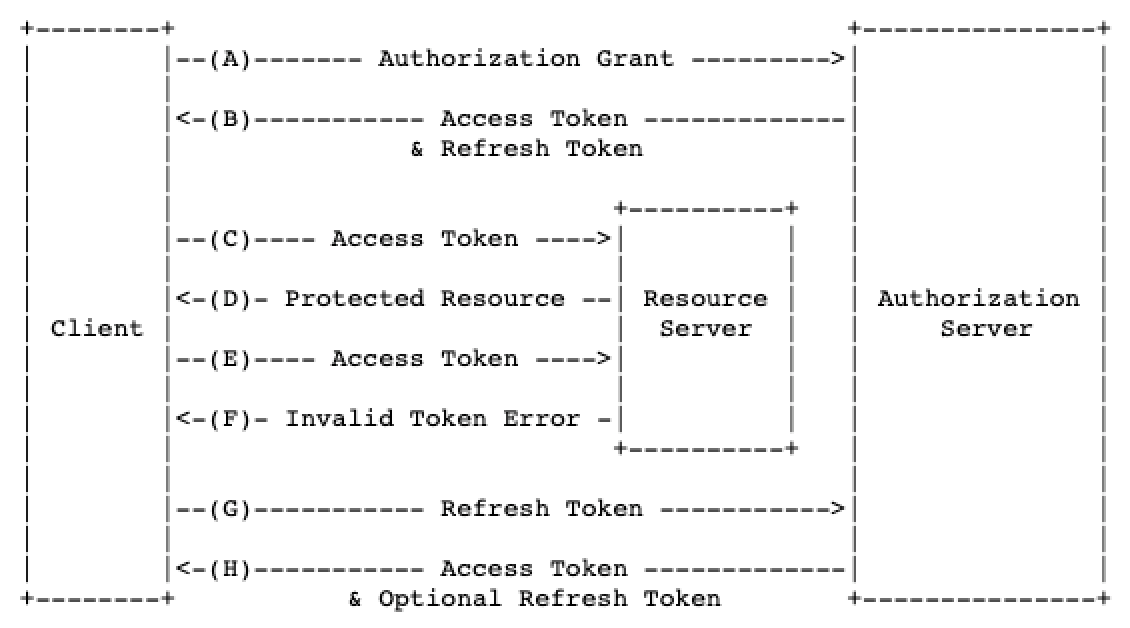 +--------+                                           +---------------+
|        |--(A)------- Authorization Grant --------->|               |
|        |                                           |               |
|        |<-(B)----------- Access Token -------------|               |
|        |               & Refresh Token             |               |
|        |                                           |               |
|        |                            +----------+   |               |
|        |--(C)---- Access Token ---->|          |   |               |
|        |                            |          |   |               |
|        |<-(D)- Protected Resource --| Resource |   | Authorization |
| Client |                            |  Server  |   |     Server    |
|        |--(E)---- Access Token ---->|          |   |               |
|        |                            |          |   |               |
|        |<-(F)- Invalid Token Error -|          |   |               |
|        |                            +----------+   |               |
|        |                                           |               |
|        |--(G)----------- Refresh Token ----------->|               |
|        |                                           |               |
|        |<-(H)----------- Access Token -------------|               |
+--------+           & Optional Refresh Token        +---------------+